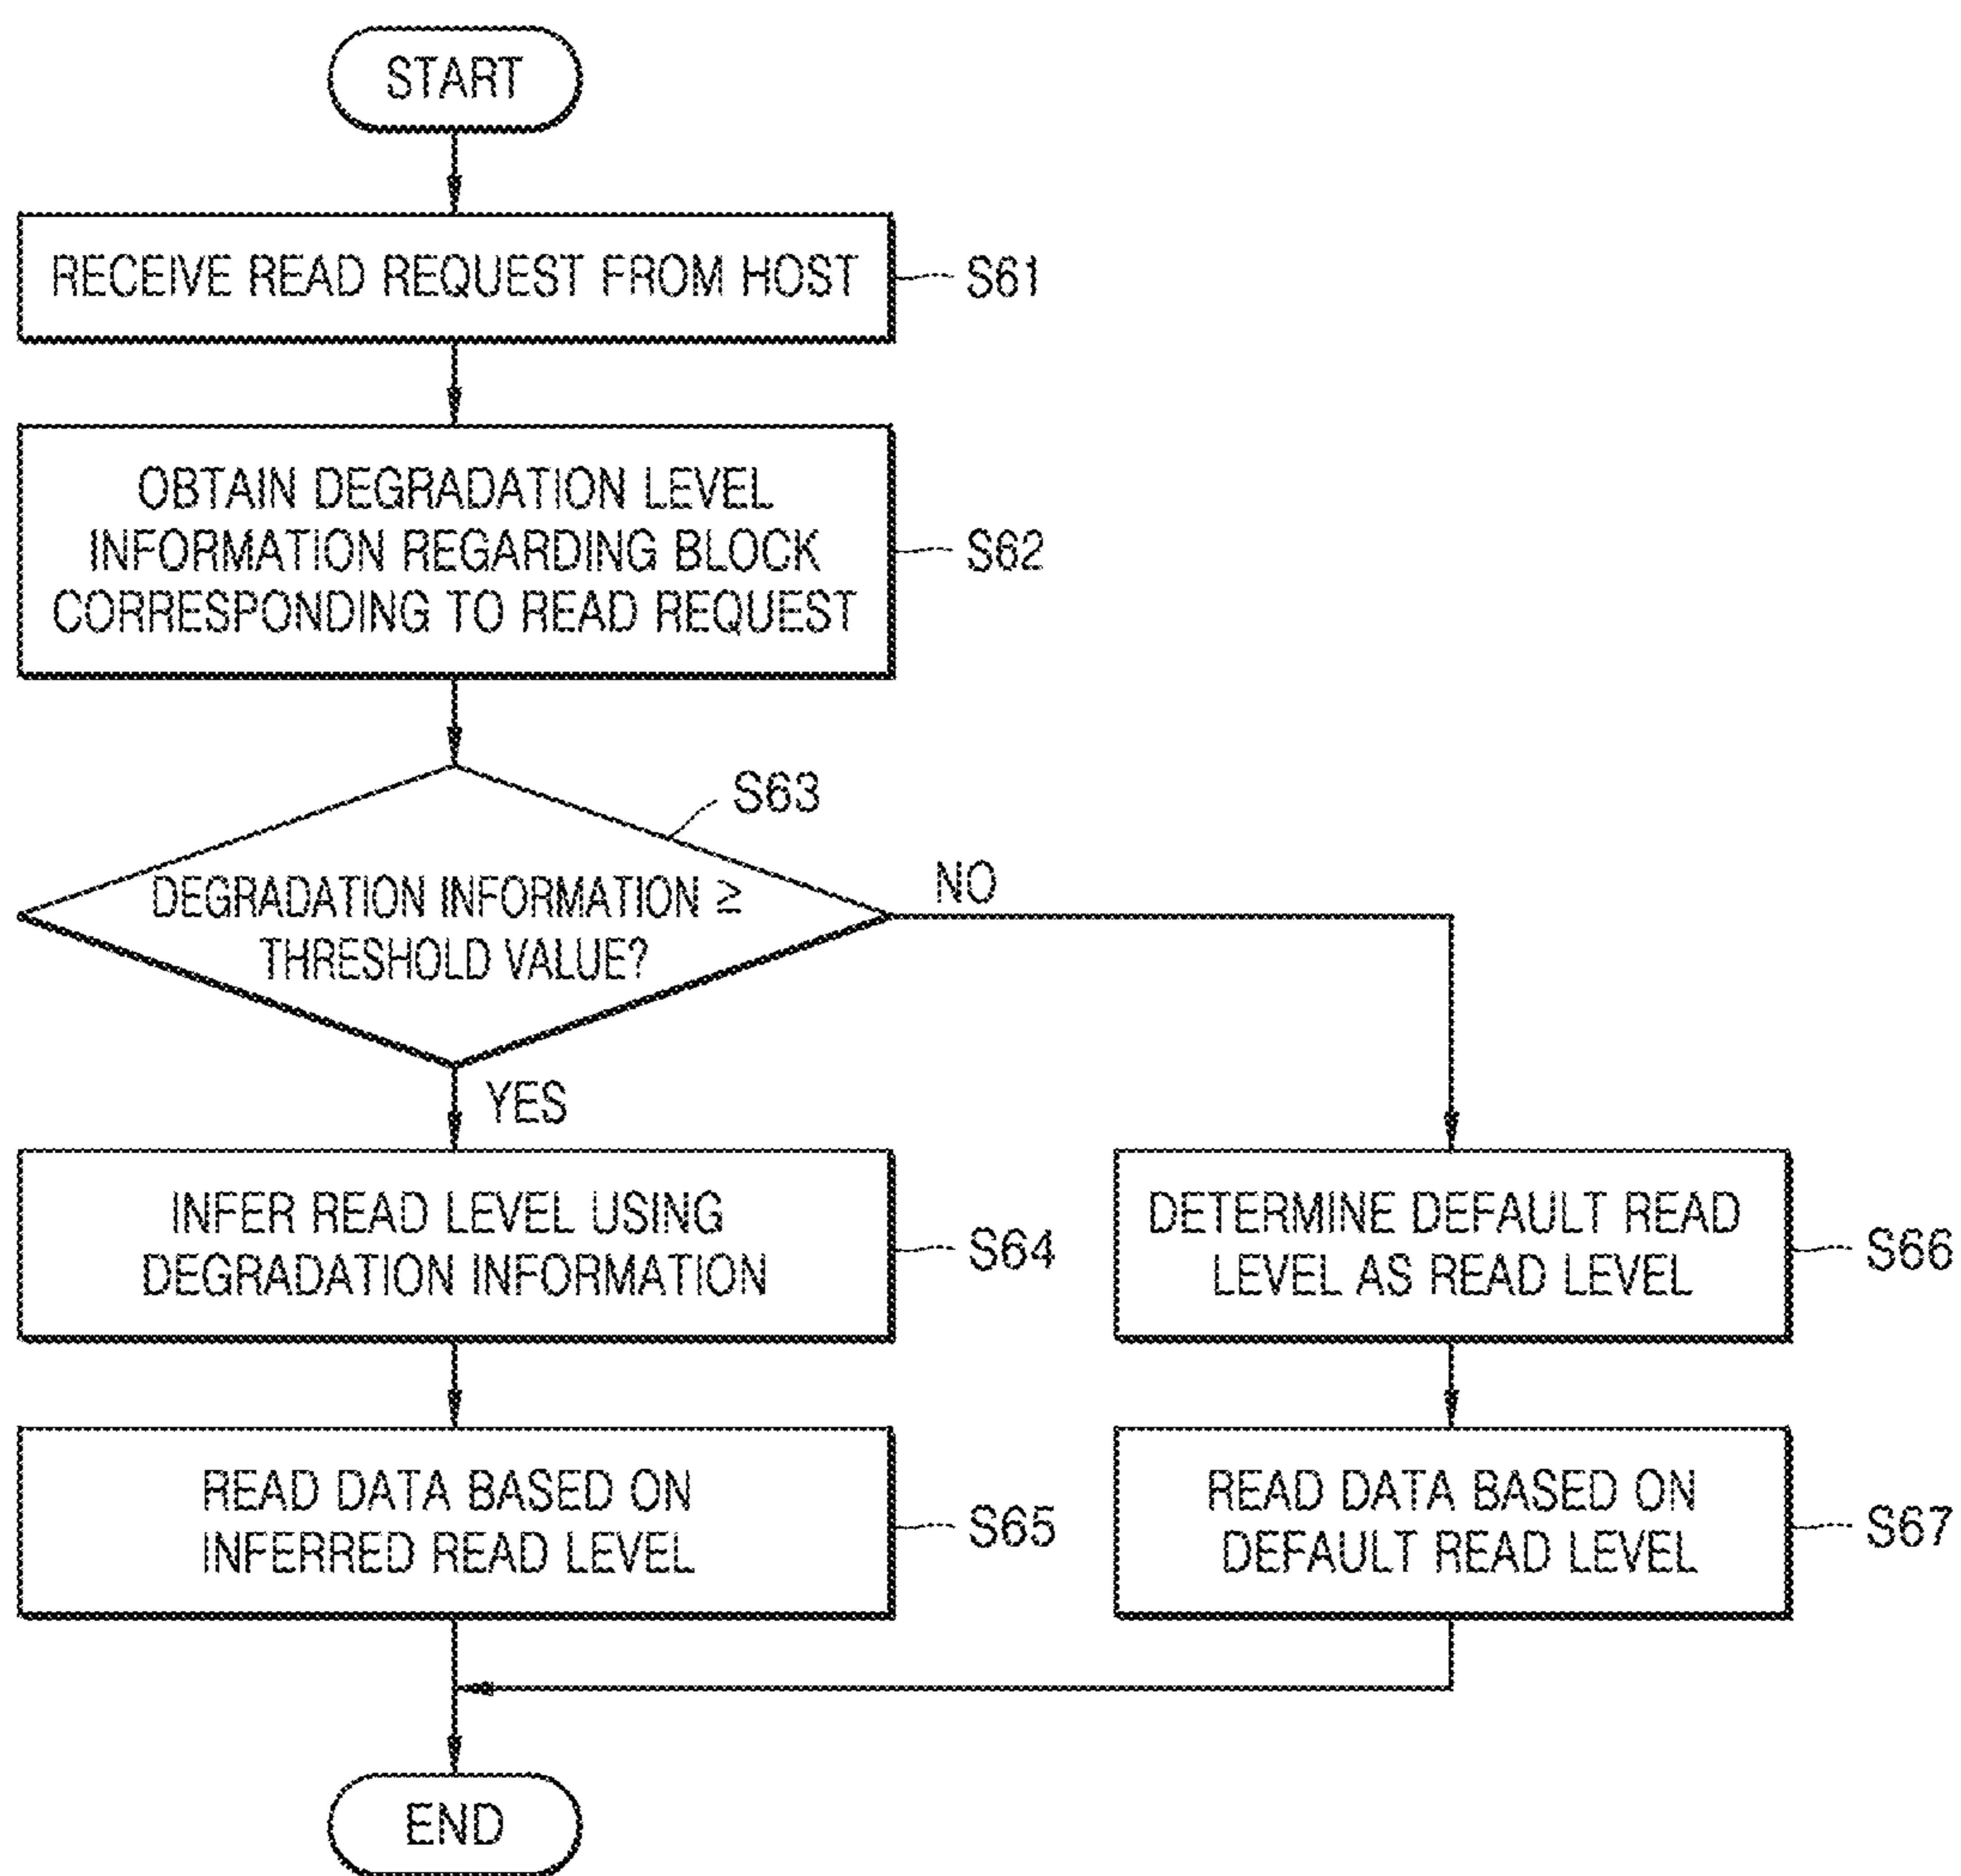 START
RECEIVE READ REQUEST FROM HOST
S61
OBTAIN DEGRADATION LEVEL
INFORMATION REGARDING BLOCK
CORRESPONDING TO READ REQUEST
S62
S63
DEGRADATION INFORMATION ≥
THRESHOLD VALUE?
NO
YES
INFER READ LEVEL USING
DEGRADATION INFORMATION
S64
DETERMINE DEFAULT READ
LEVEL AS READ LEVEL
S66
READ DATA BASED ON
INFERRED READ LEVEL
S65
READ DATA BASED ON
DEFAULT READ LEVEL
S67
END